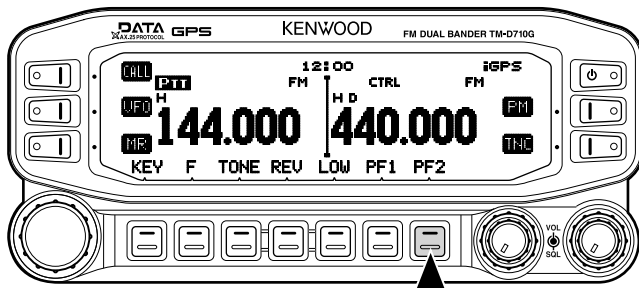 DATA GPS KENWOOD FM DUAL BANDER TM-D710G
AX.25 PROTOCOL
CALL 12:00 iGPS
PTT FM CTRL FM
VFO H H D PM
144.000 440.000
MR TNC
KEY F TONE REV LOW PF1 PF2
VOL
SQL